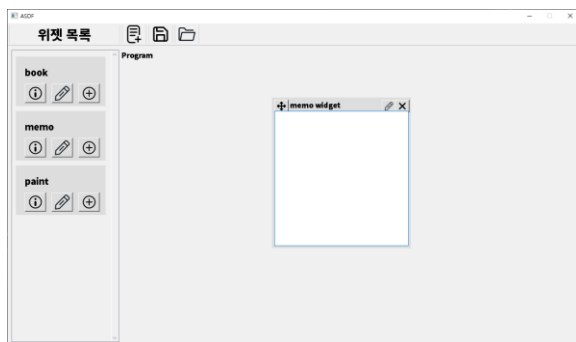 ASDF
위젯 목록
Program
book
memo
paint
memo widget